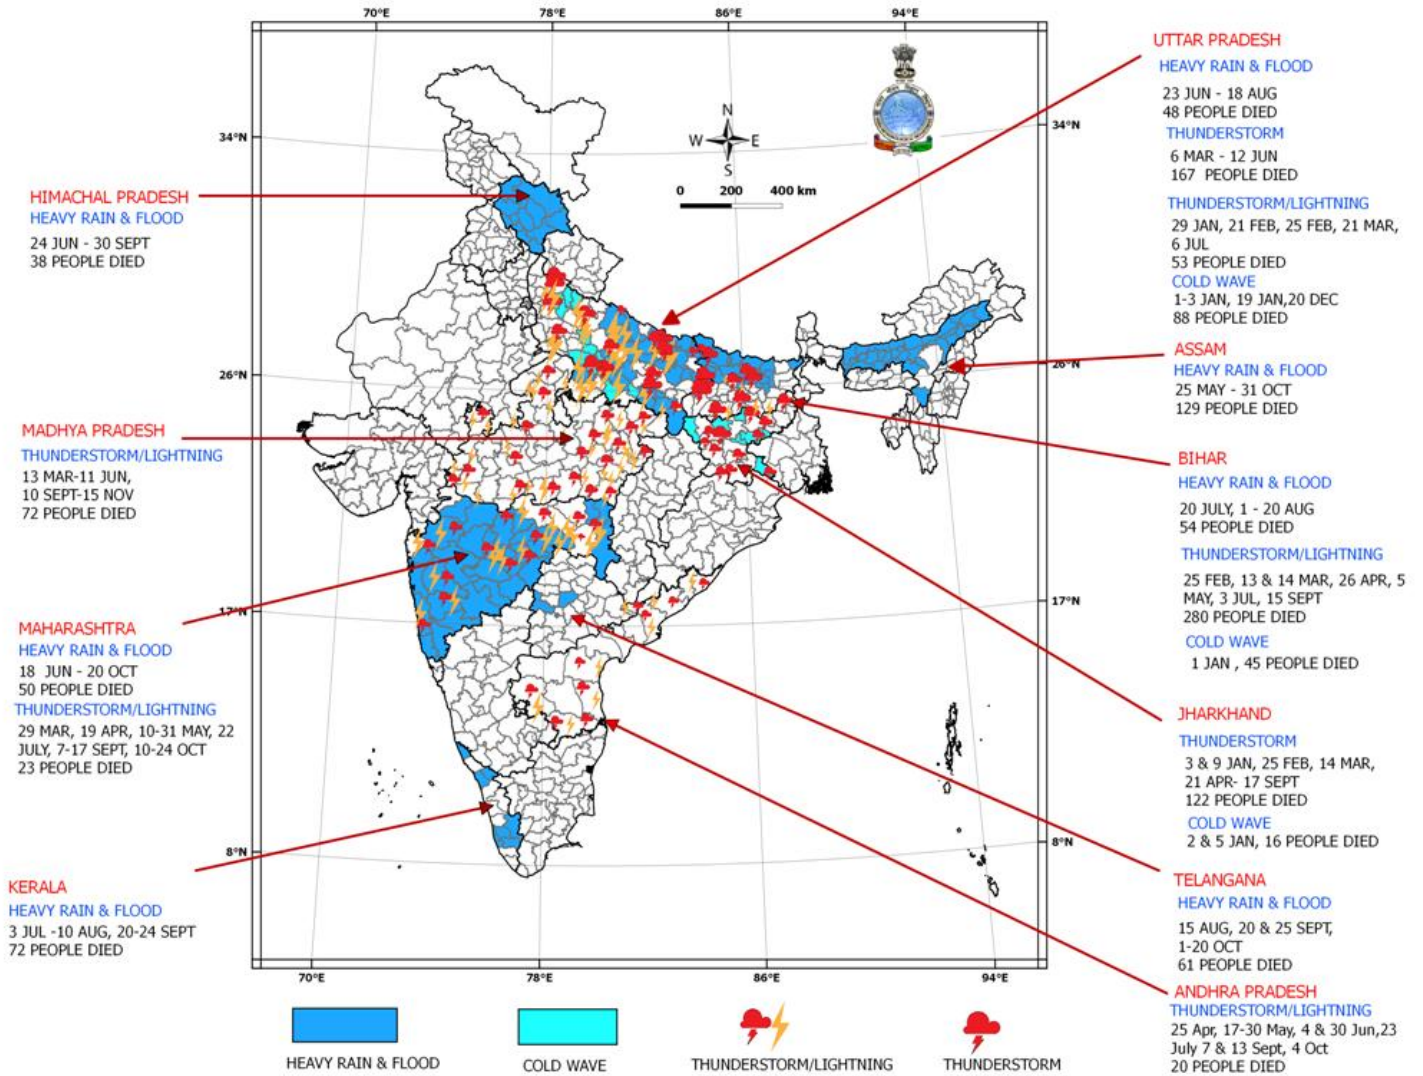 70°E 78°E 86°E 94°E
34°N
34°N
26°N
26°N
17°N
17°N
8°N
8°N
70°E 78°E 86°E 94°E
N
W E
S
0 200 400 km
HIMACHAL PRADESH
HEAVY RAIN & FLOOD
24 JUN - 30 SEPT
38 PEOPLE DIED
MADHYA PRADESH
THUNDERSTORM/LIGHTNING
13 MAR-11 JUN,
10 SEPT-15 NOV
72 PEOPLE DIED
MAHARASHTRA
HEAVY RAIN & FLOOD
18 JUN - 20 OCT
50 PEOPLE DIED
THUNDERSTORM/LIGHTNING
29 MAR, 19 APR, 10-31 MAY, 22
JULY, 7-17 SEPT, 10-24 OCT
23 PEOPLE DIED
KERALA
HEAVY RAIN & FLOOD
3 JUL -10 AUG, 20-24 SEPT
72 PEOPLE DIED
UTTAR PRADESH
HEAVY RAIN & FLOOD
23 JUN - 18 AUG
48 PEOPLE DIED
THUNDERSTORM
6 MAR - 12 JUN
167 PEOPLE DIED
THUNDERSTORM/LIGHTNING
29 JAN, 21 FEB, 25 FEB, 21 MAR,
6 JUL
53 PEOPLE DIED
COLD WAVE
1-3 JAN, 19 JAN,20 DEC
88 PEOPLE DIED
ASSAM
HEAVY RAIN & FLOOD
25 MAY - 31 OCT
129 PEOPLE DIED
BIHAR
HEAVY RAIN & FLOOD
20 JULY, 1 - 20 AUG
54 PEOPLE DIED
THUNDERSTORM/LIGHTNING
25 FEB, 13 & 14 MAR, 26 APR, 5
MAY, 3 JUL, 15 SEPT
280 PEOPLE DIED
COLD WAVE
1 JAN , 45 PEOPLE DIED
JHARKHAND
THUNDERSTORM
3 & 9 JAN, 25 FEB, 14 MAR,
21 APR- 17 SEPT
122 PEOPLE DIED
COLD WAVE
2 & 5 JAN, 16 PEOPLE DIED
TELANGANA
HEAVY RAIN & FLOOD
15 AUG, 20 & 25 SEPT,
1-20 OCT
61 PEOPLE DIED
ANDHRA PRADESH
THUNDERSTORM/LIGHTNING
25 Apr, 17-30 May, 4 & 30 Jun,23
July 7 & 13 Sept, 4 Oct
20 PEOPLE DIED
HEAVY RAIN & FLOOD
COLD WAVE
THUNDERSTORM/LIGHTNING
THUNDERSTORM